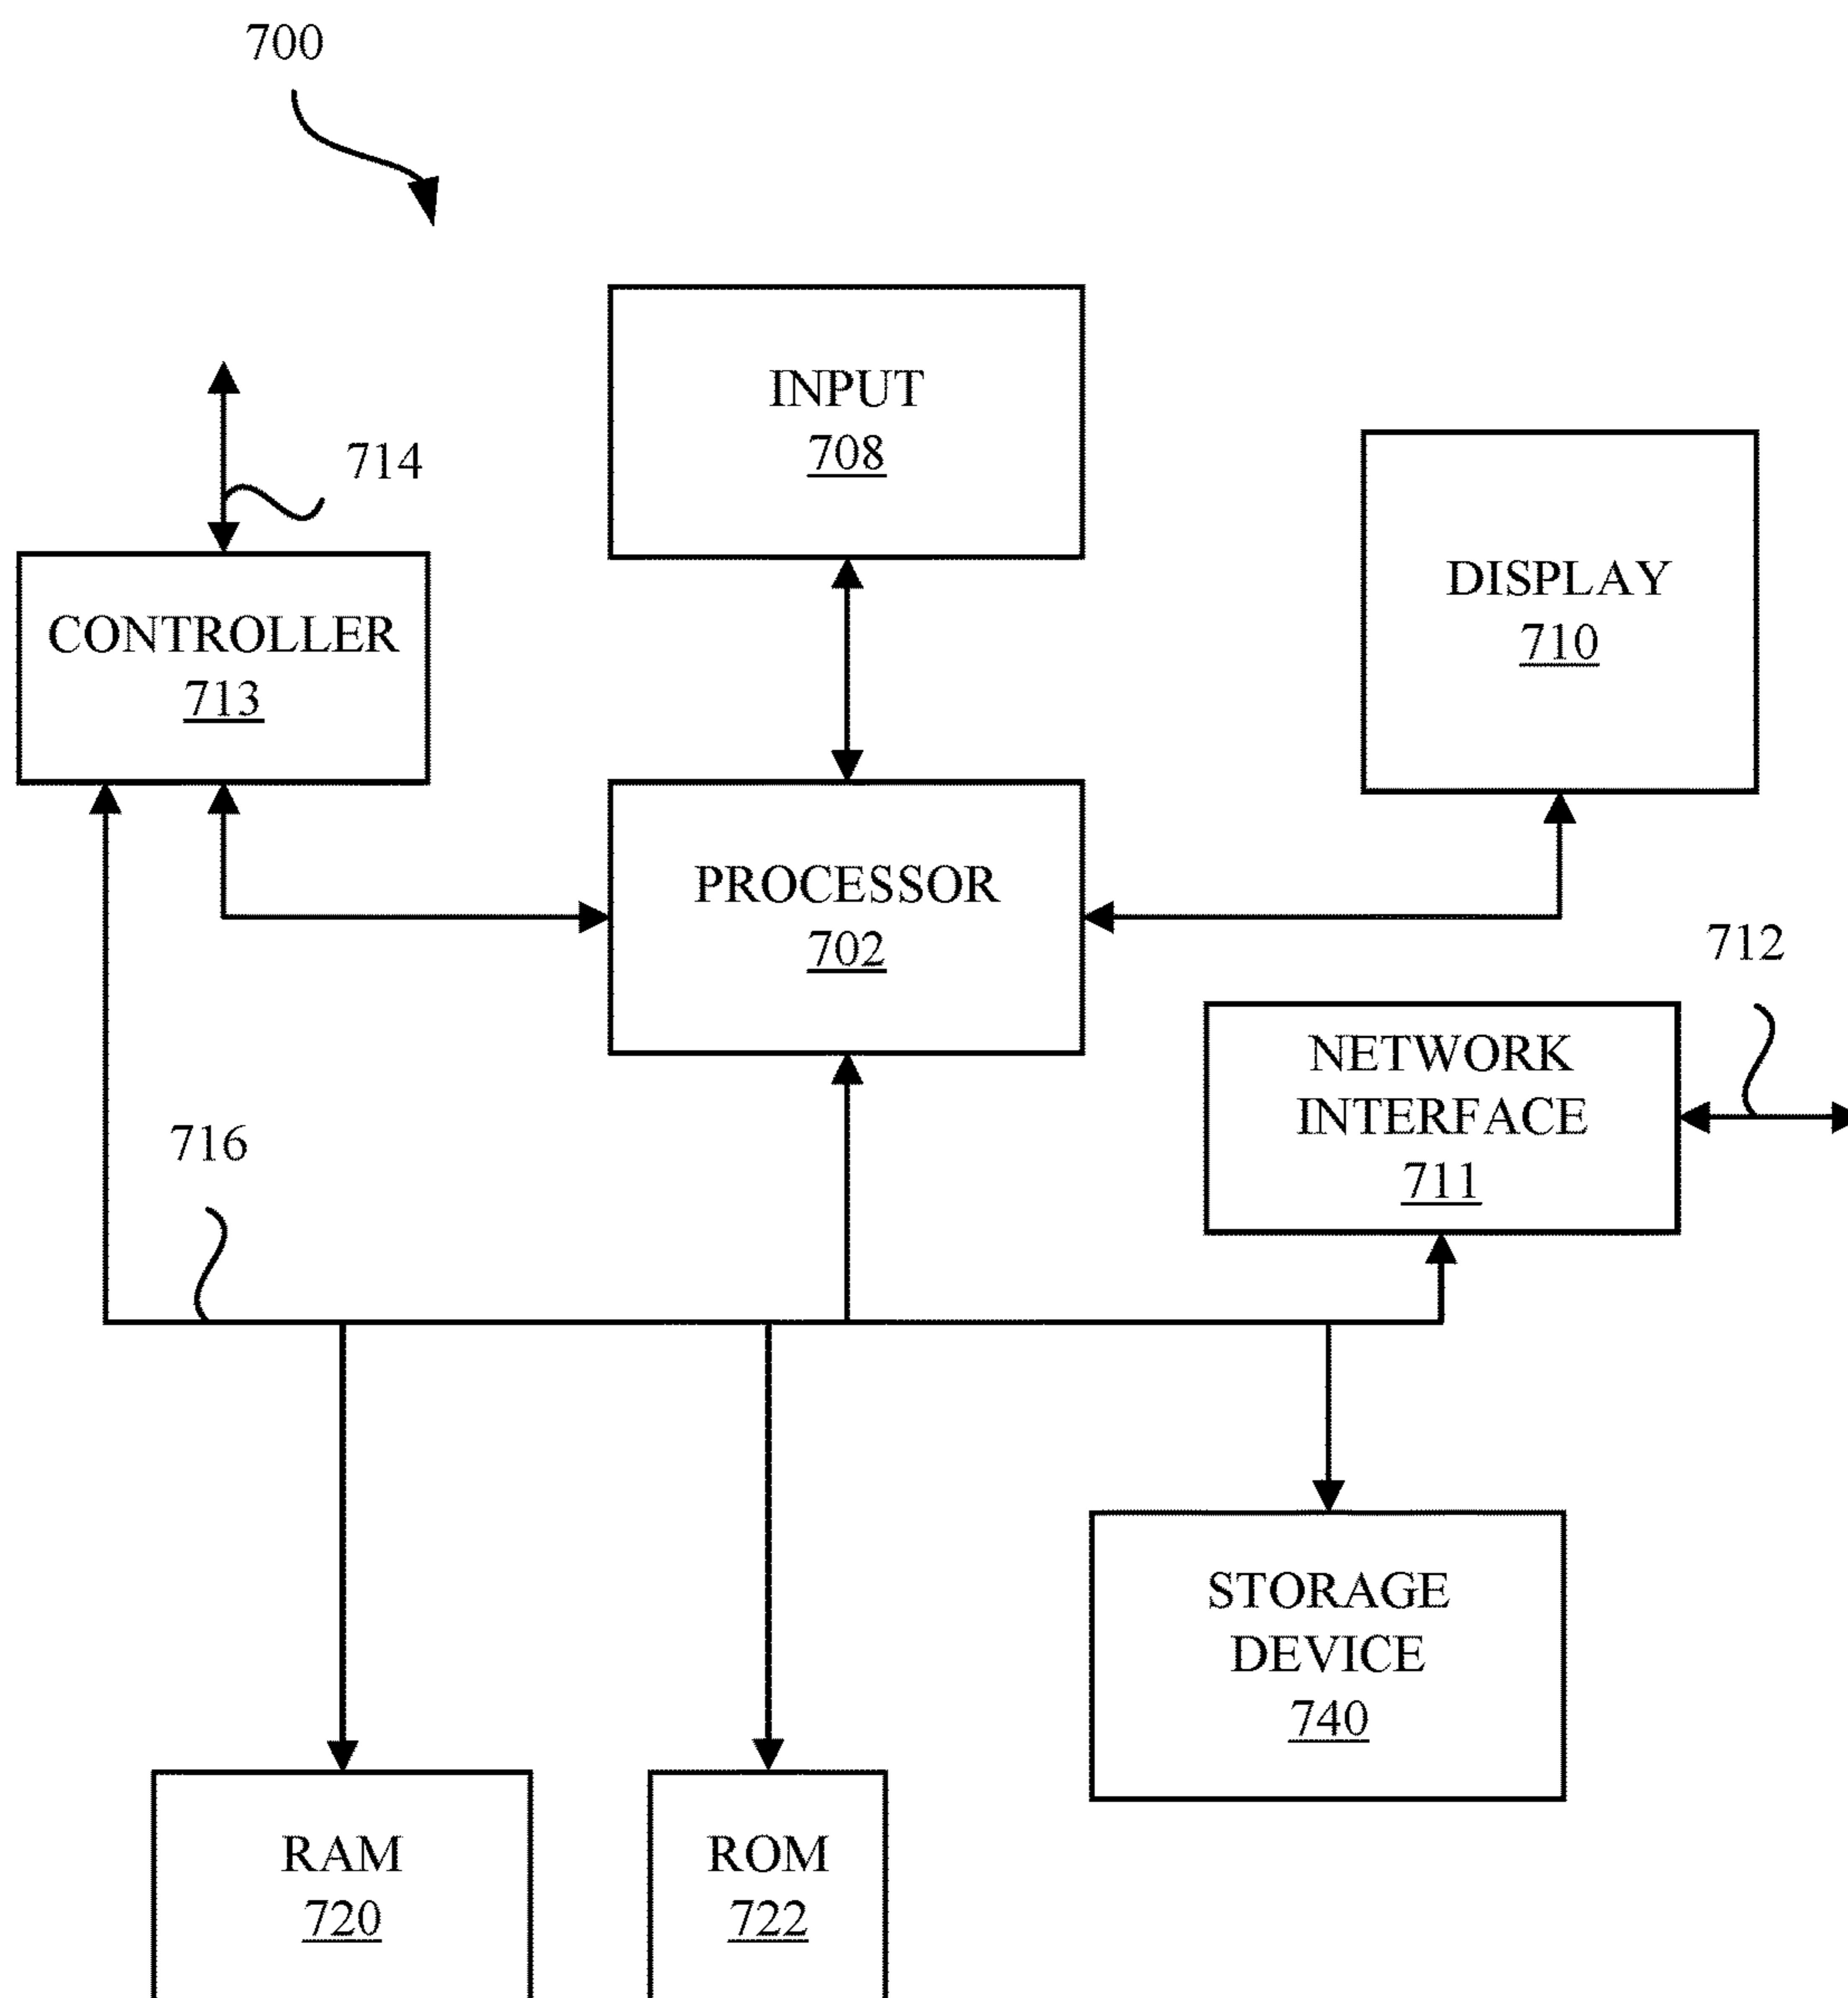 700
INPUT
708
714
DISPLAY
710
CONTROLLER
713
PROCESSOR
702
712
NETWORK
INTERFACE
711
716
STORAGE
DEVICE
740
RAM
720
ROM
722